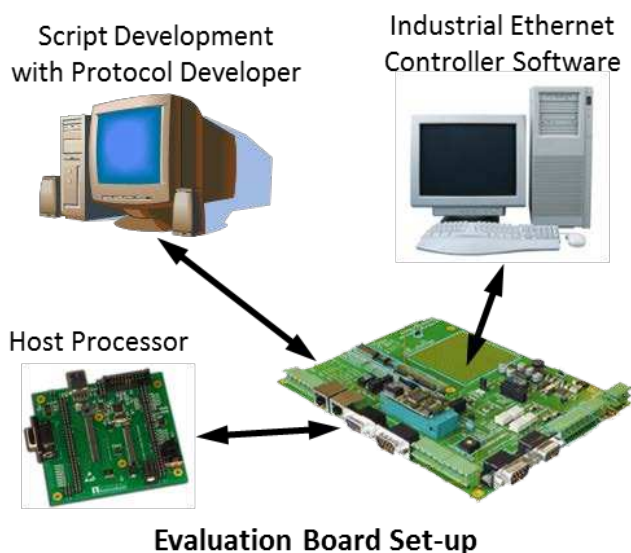 Script Development
with Protocol Developer
Industrial Ethernet
Controller Software
Host Processor
Evaluation Board Set-up